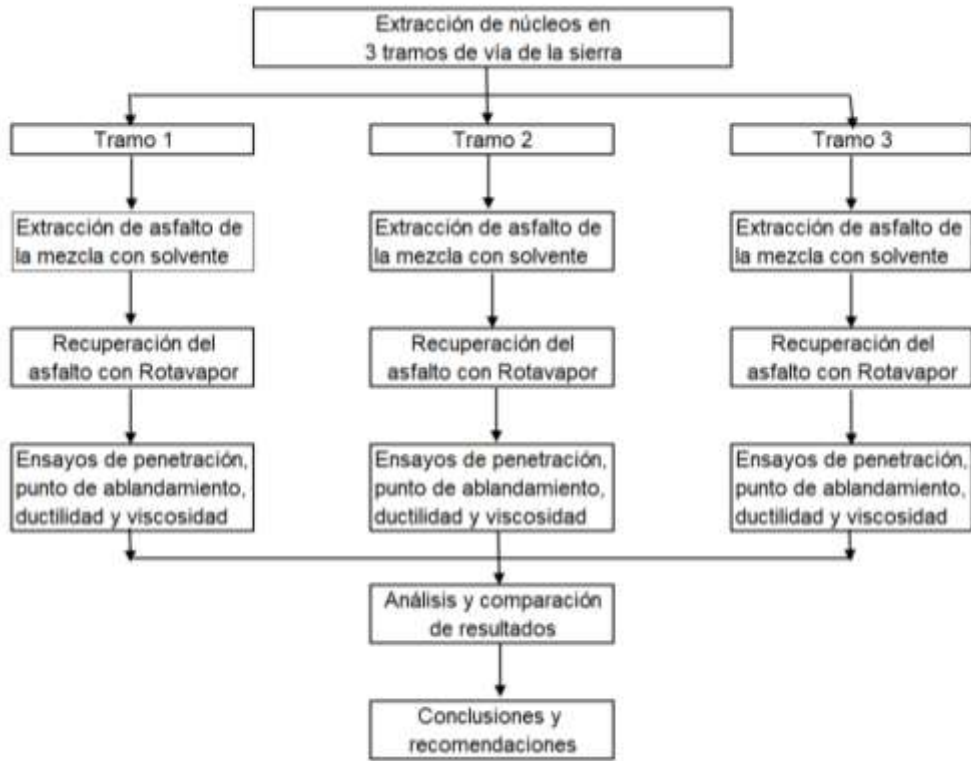 Extracción de núcleos en
3 tramos de vía de la sierra
Tramo 1
Tramo 2
Tramo 3
Extracción de asfalto de
la mezcla con solvente
Extracción de asfalto de
la mezcla con solvente
Extracción de asfalto de
la mezcla con solvente
Recuperación del
asfalto con Rotavapor
Recuperación del
asfalto con Rotavapor
Recuperación del
asfalto con Rotavapor
Ensayos de penetración,
punto de ablandamiento,
ductilidad y viscosidad
Ensayos de penetración,
punto de ablandamiento,
ductilidad y viscosidad
Ensayos de penetración,
punto de ablandamiento,
ductilidad y viscosidad
Análisis y comparación
de resultados
Conclusiones y
recomendaciones